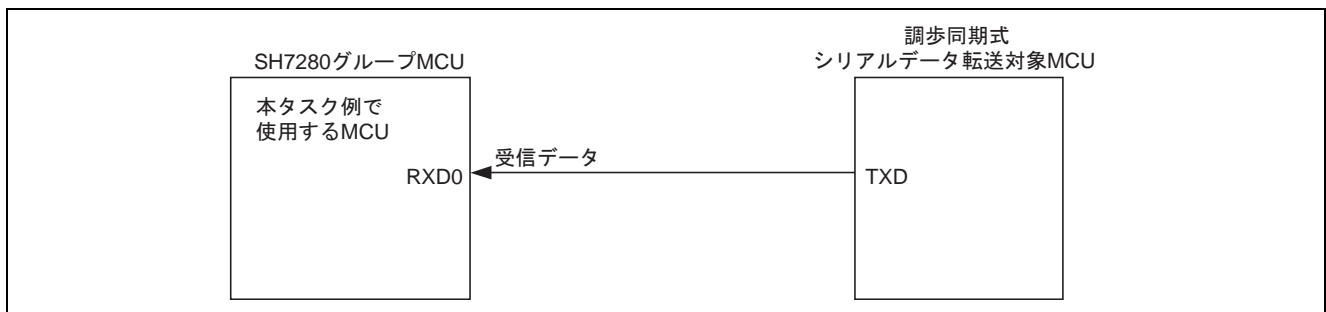 SH7280グループMCU
本タスク例で
使用するMCU
RXD0
受信データ
調歩同期式
シリアルデータ転送対象MCU
TXD